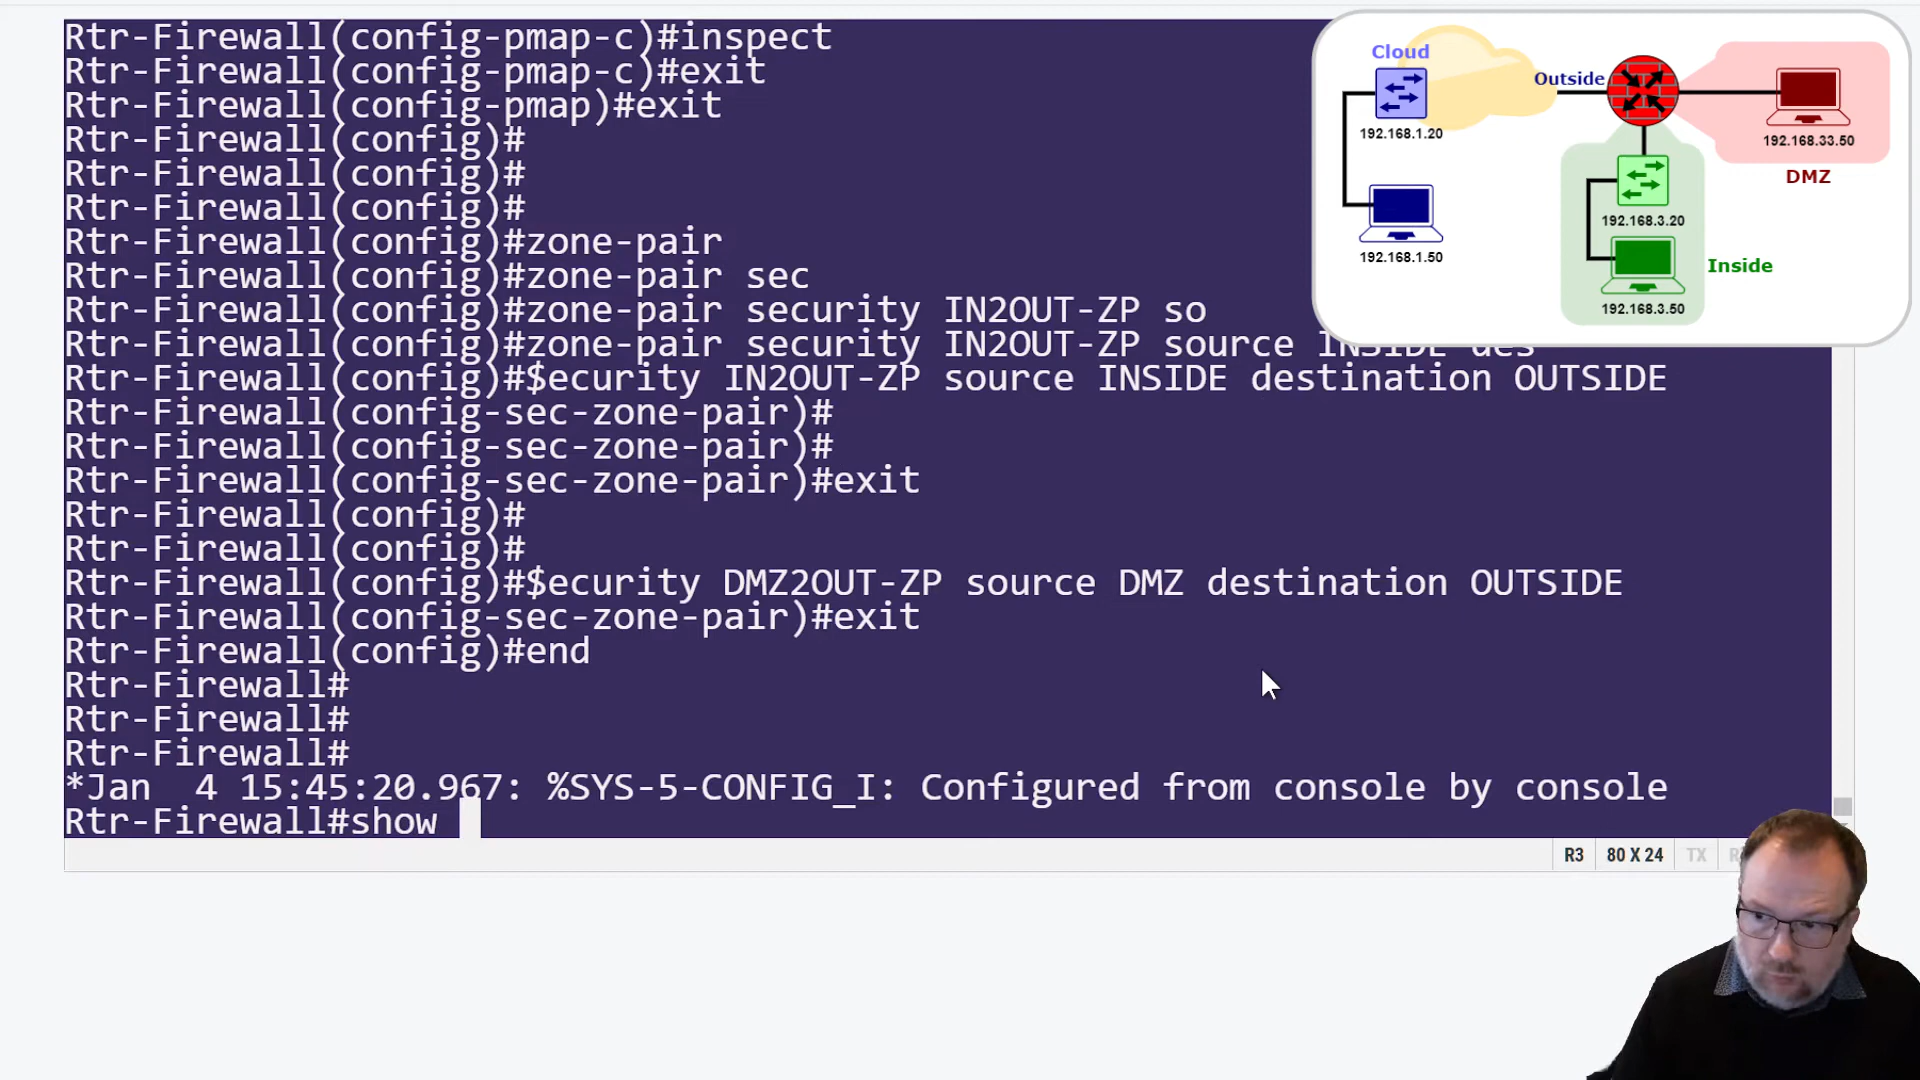 Rtr-Firewall(config-pmap-c)#inspect
Rtr-Firewall(config-pmap-c)#exit
Rtr-Firewall(config-pmap)#exit
Rtr-Firewall(config)#
Rtr-Firewall(config)#
Rtr-Firewall(config)#
Rtr-Firewall(config)#zone-pair
Rtr-Firewall(config)#zone-pair sec
Rtr-Firewall(config)#zone-pair security IN2OUT-ZP so
Rtr-Firewall(config)#zone-pair security IN2OUT-ZP source INSIDE des
Rtr-Firewall(config)#$ecurity IN2OUT-ZP source INSIDE destination OUTSIDE
Rtr-Firewall(config-sec-zone-pair)#
Rtr-Firewall(config-sec-zone-pair)#
Rtr-Firewall(config-sec-zone-pair)#exit
Rtr-Firewall(config)#
Rtr-Firewall(config)#
Rtr-Firewall(config)#$ecurity DMZ2OUT-ZP source DMZ destination OUTSIDE
Rtr-Firewall(config-sec-zone-pair)#exit
Rtr-Firewall(config)#end
Rtr-Firewall#
Rtr-Firewall#
Rtr-Firewall#
*Jan  4 15:45:20.967: %SYS-5-CONFIG_I: Configured from console by console
Rtr-Firewall#show
R3 80 X 24 TX
Cloud
Outside
192.168.1.20
192.168.33.50
DMZ
192.168.3.20
192.168.1.50
Inside
192.168.3.50